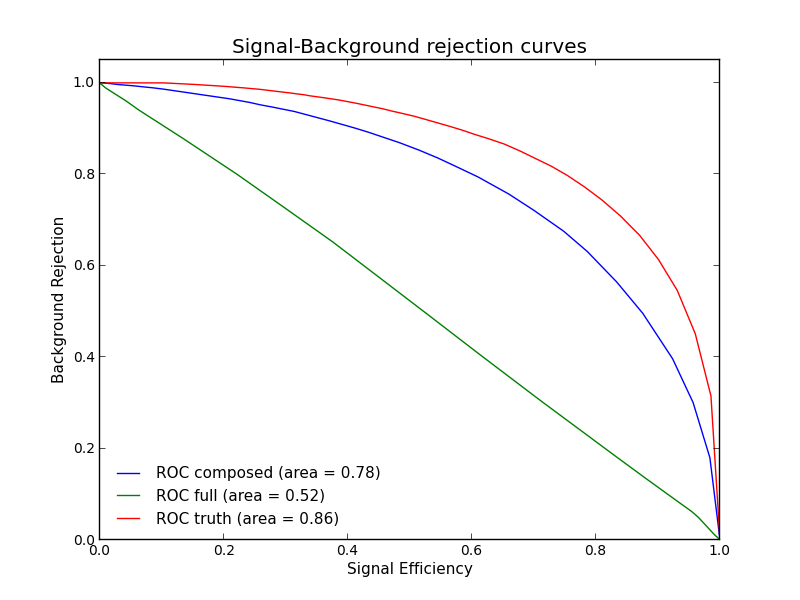 Signal-Background rejection curves
1.0
0.8
0.6
0.4
0.2
0.0
Background Rejection
ROC composed (area = 0.78)
ROC full (area = 0.52)
ROC truth (area = 0.86)
0.0 0.2 0.4 0.6 0.8 1.0
Signal Efficiency